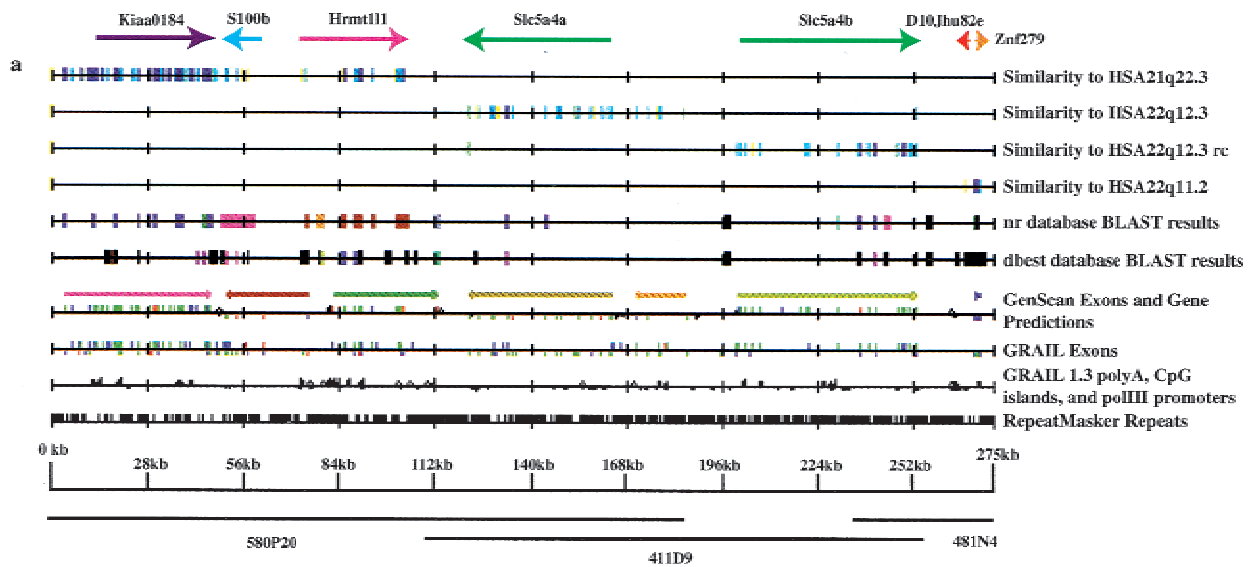 Kiaa0184 S100b Hrmt1l1 Slc5a4a Slc5a4b D10Jhu82e Znf279
a
Similarity to HSA21q22.3
Similarity to HSA22q12.3
Similarity to HSA22q12.3 rc
Similarity to HSA22q11.2
nr database BLAST results
dbest database BLAST results
GenScan Exons and Gene
Predictions
GRAIL Exons
GRAIL 1.3 polyA, CpG
islands, and polIII promoters
RepeatMasker Repeats
0 kb 28kb 56kb 84kb 112kb 140kb 168kb 196kb 224kb 252kb 275kb
580P20 411D9 481N4